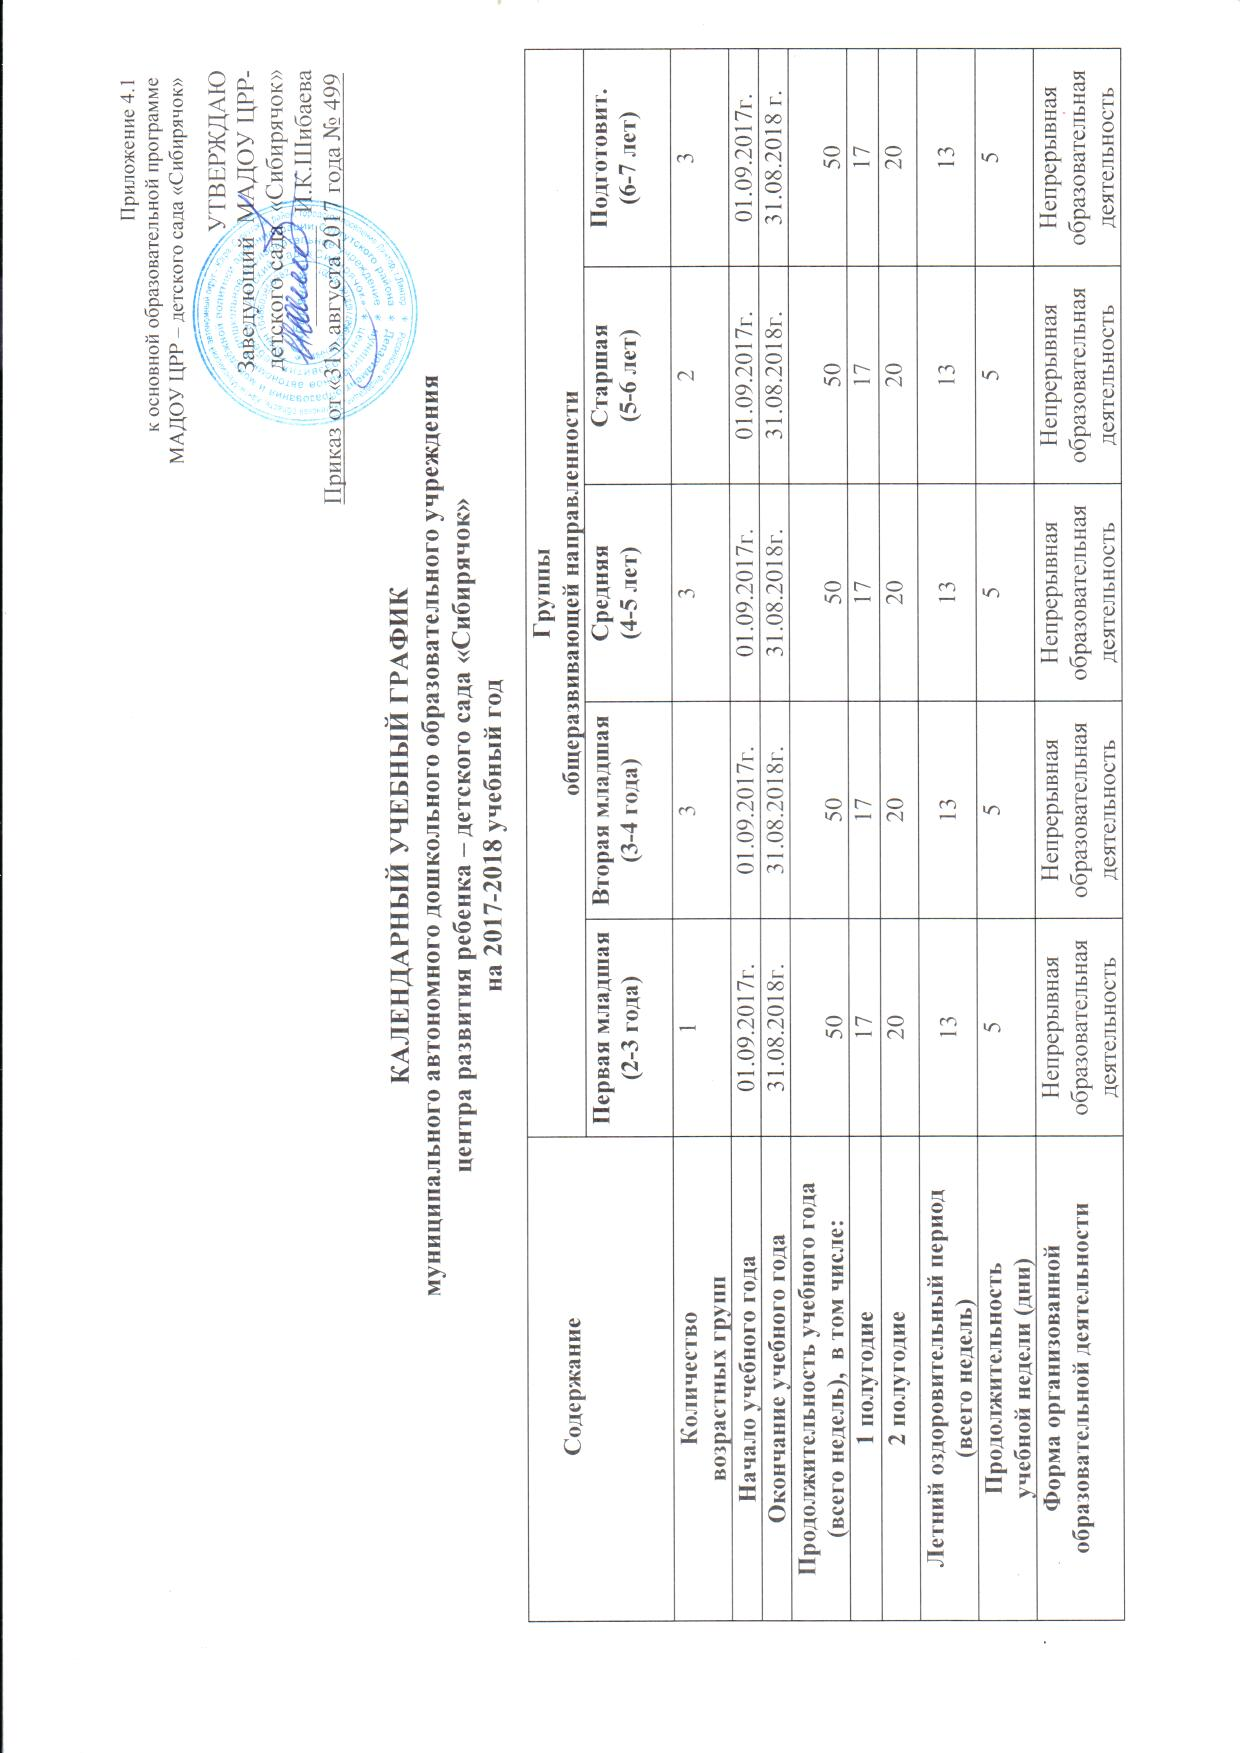 Приложение 4.1
к основной образовательной программе
МАДОУ ЦРР – детского сада «Сибирячок»
УТВЕРЖДАЮ
Заведующий МАДОУ ЦРР-
детского сада «Сибирячок»
И.К.Шибаева
Приказ от «31» августа 2017 года № 499
КАЛЕНДАРНЫЙ УЧЕБНЫЙ ГРАФИК
муниципального автономного дошкольного образовательного учреждения
центра развития ребенка – детского сада «Сибирячок»
на 2017-2018 учебный год
Содержание
Группы
общеразвивающей направленности
Первая младшая
(2-3 года)
Вторая младшая
(3-4 года)
Средняя
(4-5 лет)
Старшая
(5-6 лет)
Подготовит.
(6-7 лет)
Количество
возрастных групп
1
3
3
2
3
Начало учебного года
01.09.2017г.
01.09.2017г.
01.09.2017г.
01.09.2017г.
01.09.2017г.
Окончание учебного года
31.08.2018г.
31.08.2018г.
31.08.2018г.
31.08.2018г.
31.08.2018 г.
Продолжительность учебного года
(всего недель), в том числе:
50
50
50
50
50
1 полугодие
17
17
17
17
17
2 полугодие
20
20
20
20
20
Летний оздоровительный период
(всего недель)
13
13
13
13
13
Продолжительность
учебной недели (дни)
5
5
5
5
5
Форма организованной
образовательной деятельности
Непрерывная
образовательная
деятельность
Непрерывная
образовательная
деятельность
Непрерывная
образовательная
деятельность
Непрерывная
образовательная
деятельность
Непрерывная
образовательная
деятельность